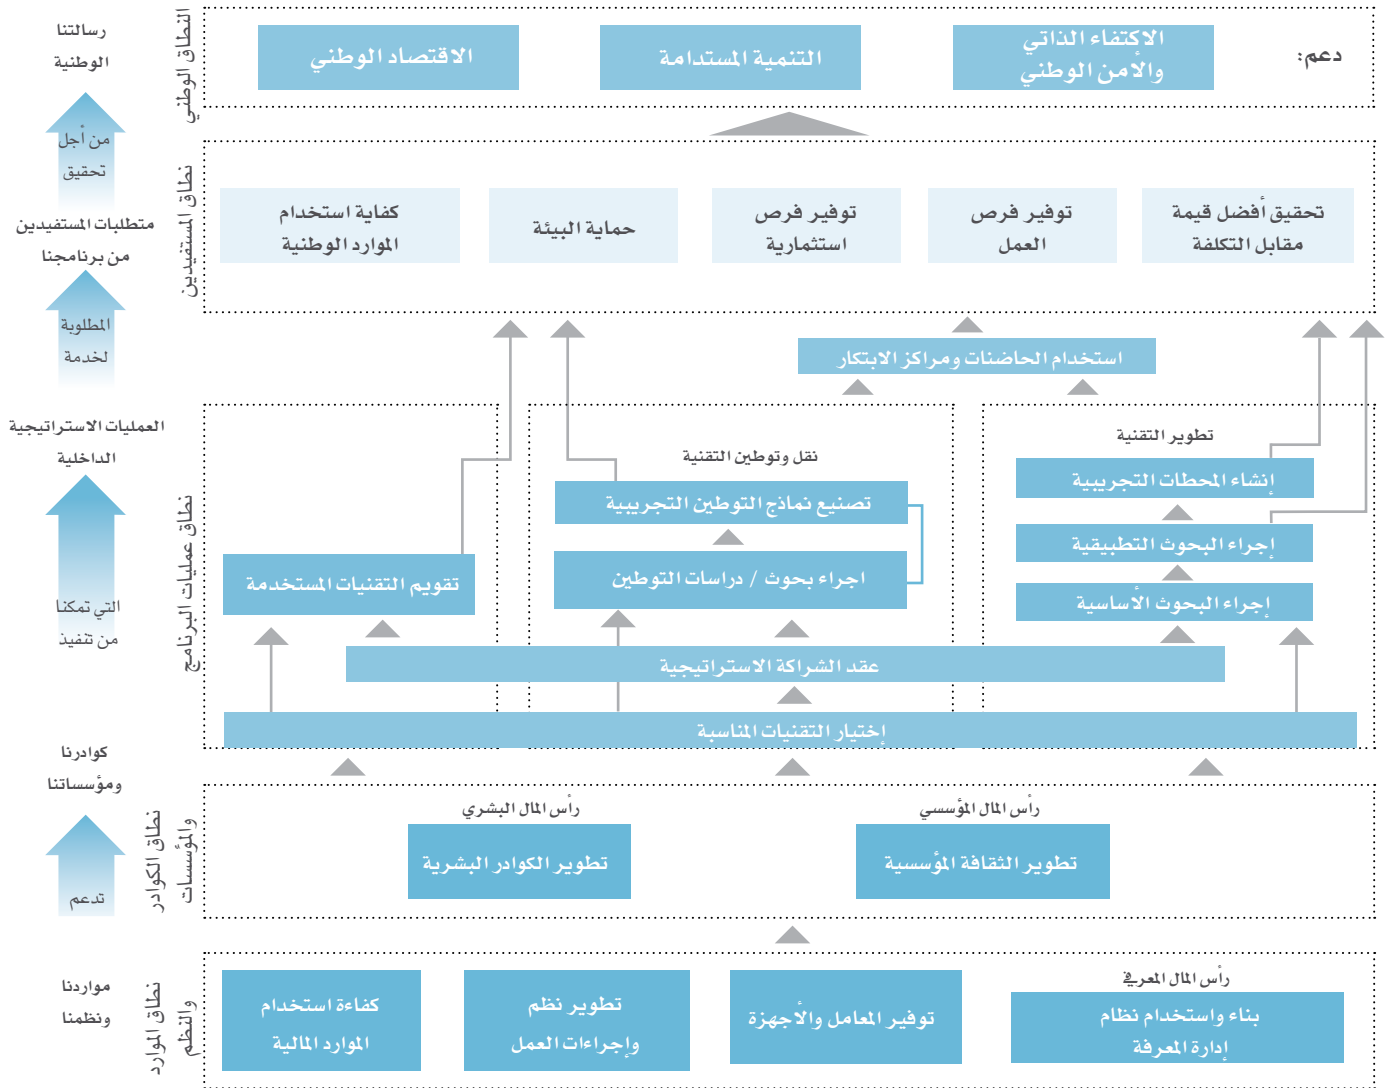 رسالتنا
الوطنية
من أجل
تحقيق
متطلبات المستفيدين
من برنامجنا
المطلوبة
لخدمة
العمليات الاستراتيجية
الداخلية
التي تمكنا
من تنفيذ
كوادرنا
ومؤسساتنا
تدعم
مواردنا
ونظمنا
النطاق الوطني
دعم:
الاكتفاء الذاتي
والأمن الوطني
التنمية المستدامة
الاقتصاد الوطني
نطاق المستفيدين
تحقيق أفضل قيمة
مقابل التكلفة
توفير فرص
العمل
توفير فرص
استثمارية
حماية البيئة
كفاية استخدام
الموارد الوطنية
استخدام الحاضنات ومراكز الابتكار
نطاق عمليات البرنامج
تطوير التقنية
إنشاء المحطات التجريبية
إجراء البحوث التطبيقية
إجراء البحوث الأساسية
نقل وتوطين التقنية
تصنيع نماذج التوطين التجريبية
اجراء بحوث / دراسات التوطين
تقويم التقنيات المستخدمة
عقد الشراكة الاستراتيجية
إختيار التقنيات المناسبة
نطاق الكوادر
والمؤسسات
رأس المال المؤسسي
تطوير الثقافة المؤسسية
رأس المال البشري
تطوير الكوادر البشرية
نطاق الموارد
والنظم
رأس المال المعرفي
بناء واستخدام نظام
إدارة المعرفة
توفير المعامل والأجهزة
تطوير نظم
وإجراءات العمل
كفاءة استخدام
الموارد المالية